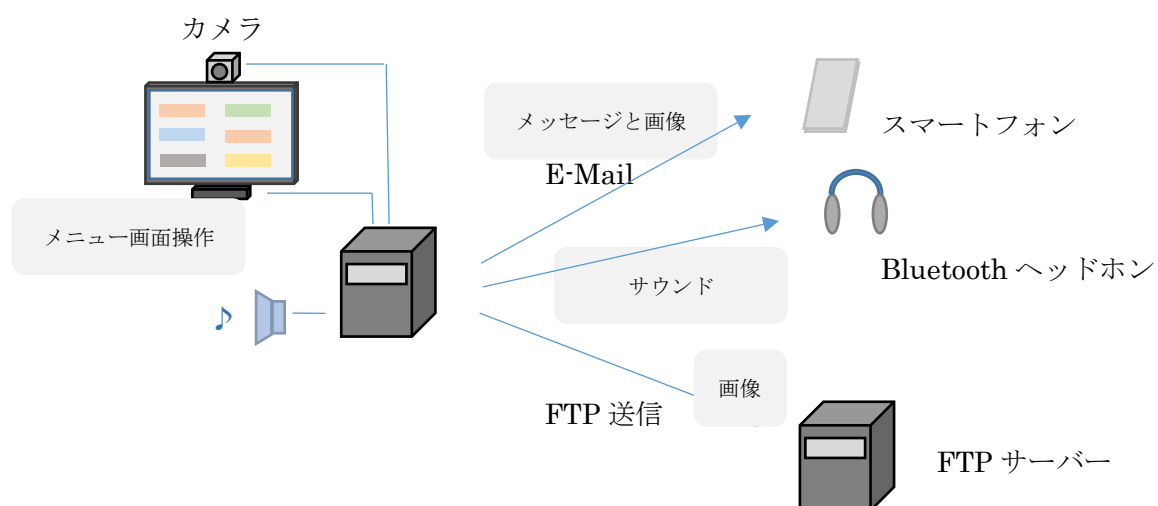 カメラ
メッセージと画像
スマートフォン
E-Mail
メニュー画面操作
Bluetooth ヘッドホン
サウンド
♪
画像
FTP 送信
FTP サーバー